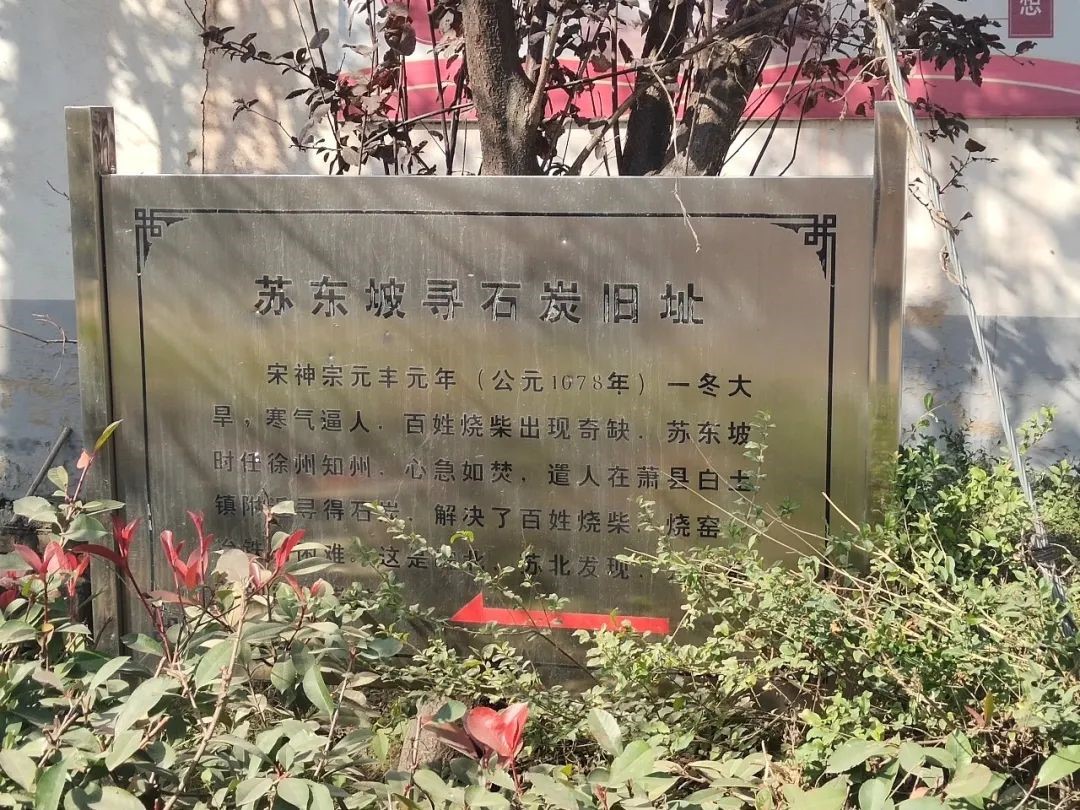 想
苏东坡寻石炭旧址
宋神宗元丰元年（公元1078年）一冬大
旱，寒气逼人．百姓烧柴出现奇缺．苏东坡
时任徐州知州．心急如焚．遣人在萧县白土
镇附 寻得石炭．解决了百姓烧柴．烧窑
困难．这是 苏北发现